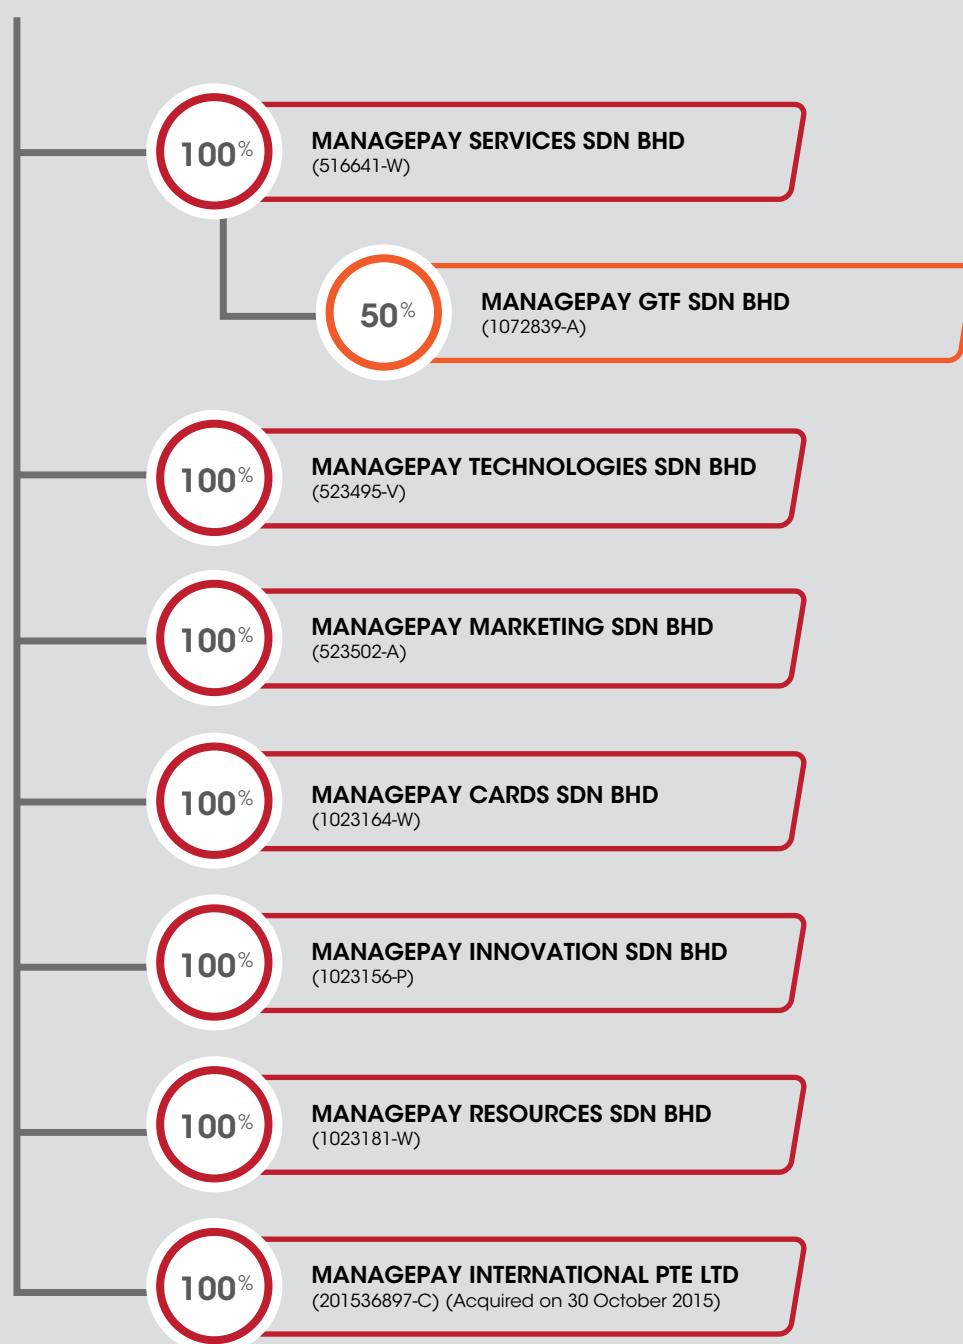 100%
MANAGEPAY SERVICES SDN BHD
(516641-W)
50%
MANAGEPAY GTF SDN BHD
(1072839-A)
100%
MANAGEPAY TECHNOLOGIES SDN BHD
(523495-V)
100%
MANAGEPAY MARKETING SDN BHD
(523502-A)
100%
MANAGEPAY CARDS SDN BHD
(1023164-W)
100%
MANAGEPAY INNOVATION SDN BHD
(1023156-P)
100%
MANAGEPAY RESOURCES SDN BHD
(1023181-W)
100%
MANAGEPAY INTERNATIONAL PTE LTD
(201536897-C) (Acquired on 30 October 2015)